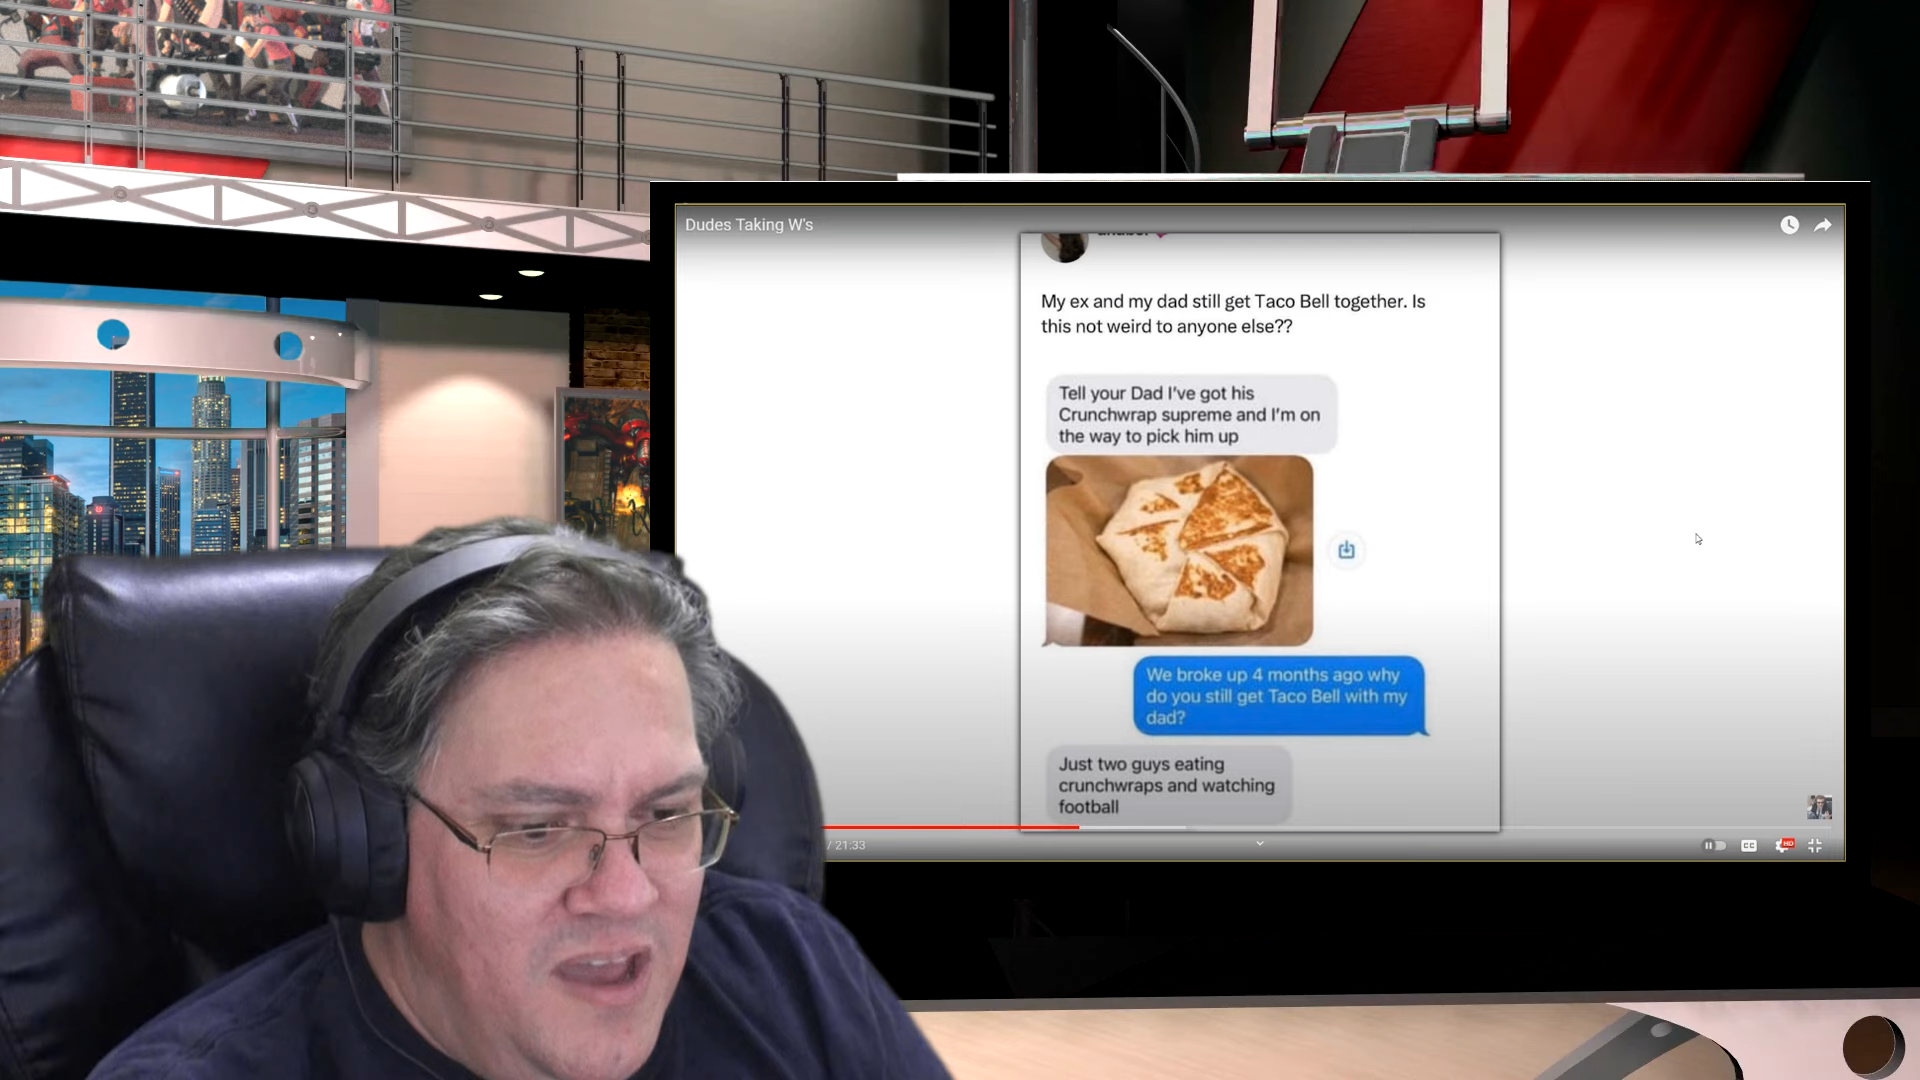 Dudes Taking W's
My ex and my dad still get Taco Bell together. Is
this not weird to anyone else??
Tell your Dad I've got his
Crunchwrap supreme and I'm on
the way to pick him up
We broke up 4 months ago why
do you still get Taco Bell with my
dad?
Just two guys eating
crunchwraps and watching
football
/ 21:33
CC
HD